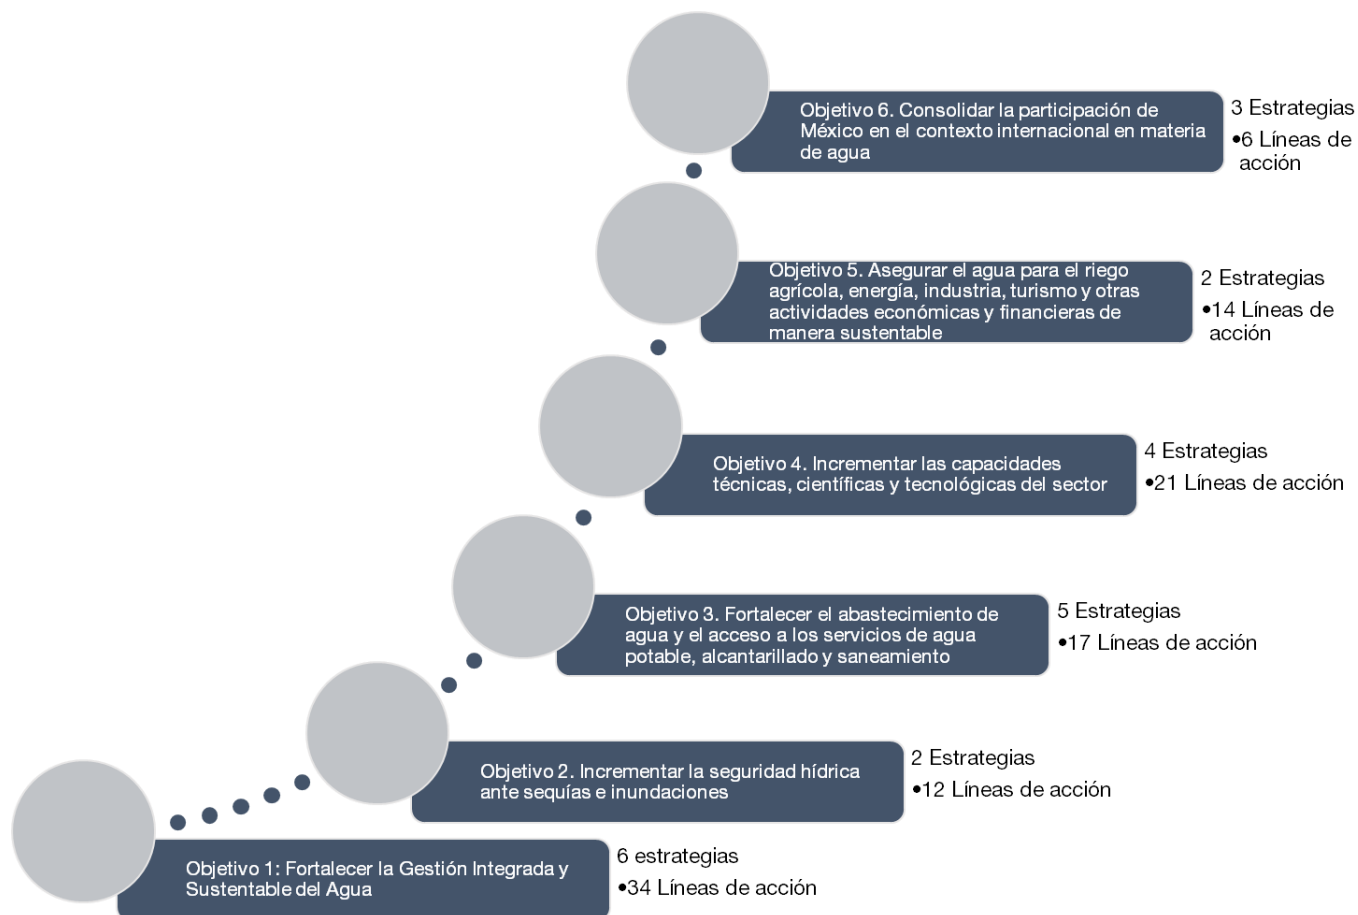 Objetivo 6. Consolidar la participación de
México en el contexto internacional en materia
de agua
3 Estrategias
•6 Líneas de
acción
Objetivo 5. Asegurar el agua para el riego
agrícola, energía, industria, turismo y otras
actividades económicas y financieras de
manera sustentable
2 Estrategias
•14 Líneas de
acción
Objetivo 4. Incrementar las capacidades
técnicas, científicas y tecnológicas del sector
4 Estrategias
•21 Líneas de acción
Objetivo 3. Fortalecer el abastecimiento de
agua y el acceso a los servicios de agua
potable, alcantarillado y saneamiento
5 Estrategias
•17 Líneas de acción
Objetivo 2. Incrementar la seguridad hídrica
ante sequías e inundaciones
2 Estrategias
•12 Líneas de acción
Objetivo 1: Fortalecer la Gestión Integrada y
Sustentable del Agua
6 estrategias
•34 Líneas de acción